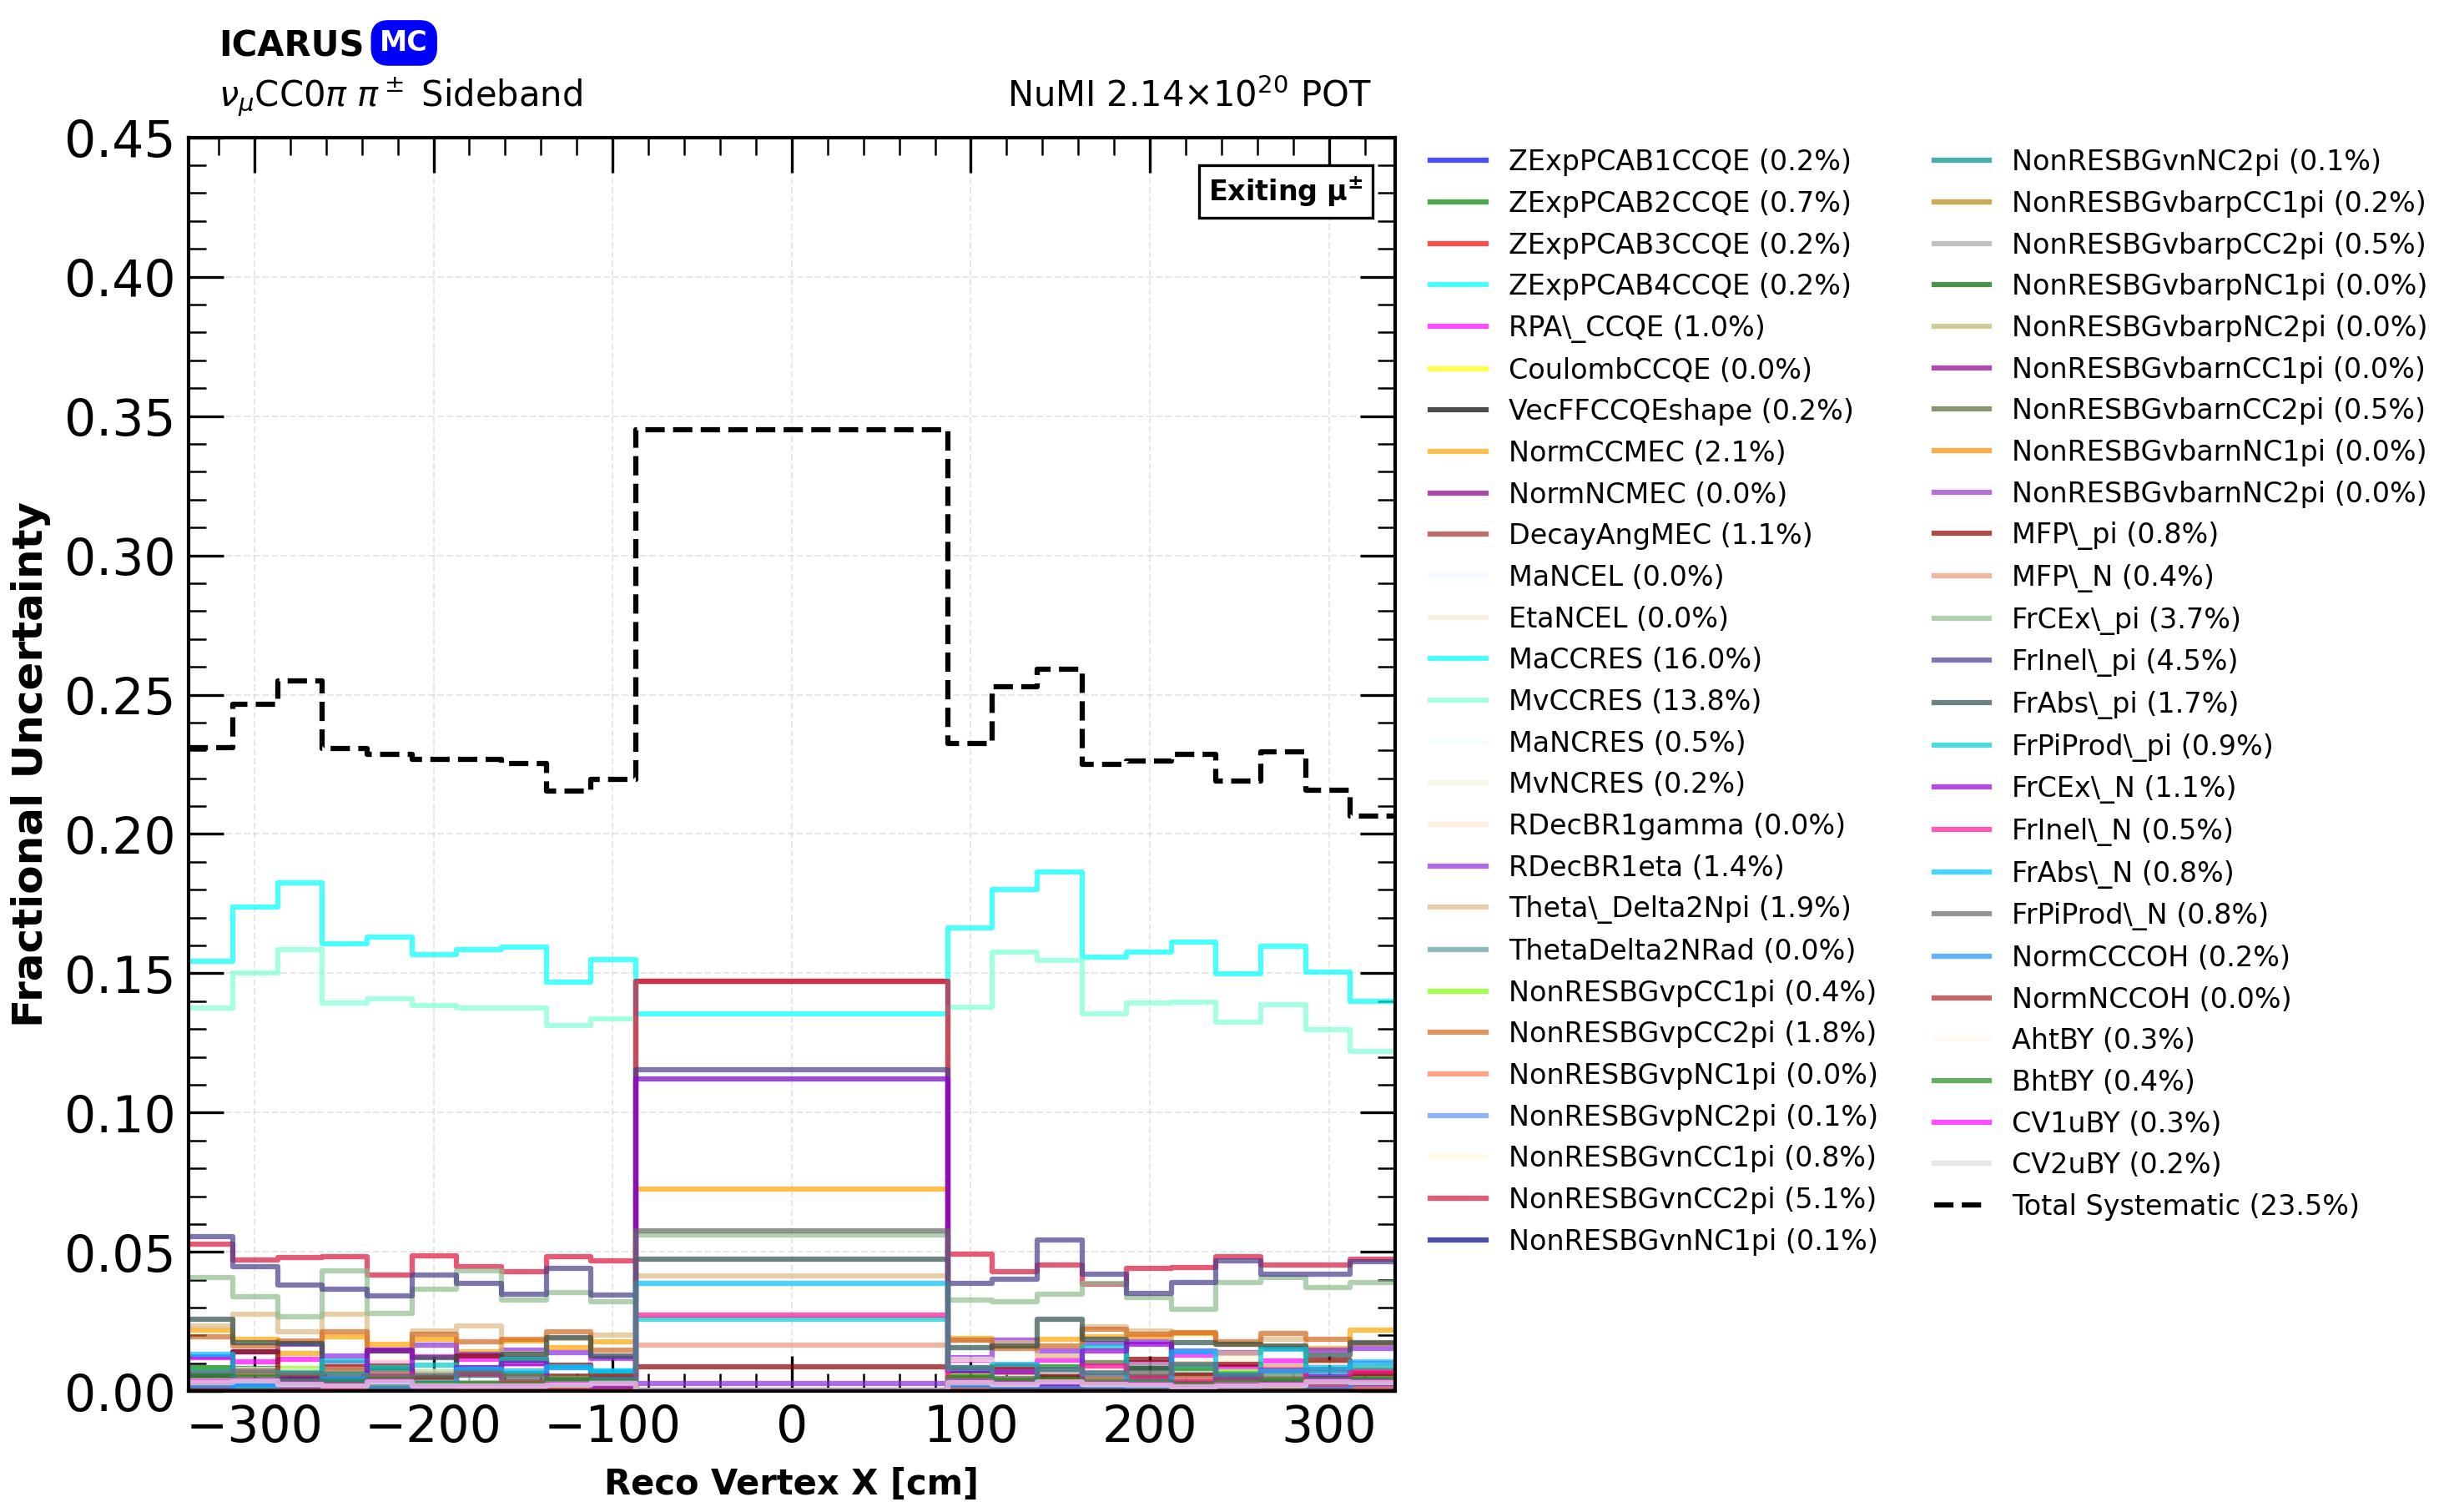 ICARUS MC
νμCC0π π± Sideband
NuMI 2.14×10²⁰ POT
Exiting μ±
Fractional Uncertainty
0.45
0.40
0.35
0.30
0.25
0.20
0.15
0.10
0.05
0.00
−300 −200 −100 0 100 200 300
Reco Vertex X [cm]
ZExpPCAB1CCQE (0.2%)
ZExpPCAB2CCQE (0.7%)
ZExpPCAB3CCQE (0.2%)
ZExpPCAB4CCQE (0.2%)
RPA\_CCQE (1.0%)
CoulombCCQE (0.0%)
VecFFCCQEshape (0.2%)
NormCCMEC (2.1%)
NormNCMEC (0.0%)
DecayAngMEC (1.1%)
MaNCEL (0.0%)
EtaNCEL (0.0%)
MaCCRES (16.0%)
MvCCRES (13.8%)
MaNCRES (0.5%)
MvNCRES (0.2%)
RDecBR1gamma (0.0%)
RDecBR1eta (1.4%)
Theta\_Delta2Npi (1.9%)
ThetaDelta2NRad (0.0%)
NonRESBGvpCC1pi (0.4%)
NonRESBGvpCC2pi (1.8%)
NonRESBGvpNC1pi (0.0%)
NonRESBGvpNC2pi (0.1%)
NonRESBGvnCC1pi (0.8%)
NonRESBGvnCC2pi (5.1%)
NonRESBGvnNC1pi (0.1%)
NonRESBGvnNC2pi (0.1%)
NonRESBGvbarpCC1pi (0.2%)
NonRESBGvbarpCC2pi (0.5%)
NonRESBGvbarpNC1pi (0.0%)
NonRESBGvbarpNC2pi (0.0%)
NonRESBGvbarnCC1pi (0.0%)
NonRESBGvbarnCC2pi (0.5%)
NonRESBGvbarnNC1pi (0.0%)
NonRESBGvbarnNC2pi (0.0%)
MFP\_pi (0.8%)
MFP\_N (0.4%)
FrCEx\_pi (3.7%)
FrInel\_pi (4.5%)
FrAbs\_pi (1.7%)
FrPiProd\_pi (0.9%)
FrCEx\_N (1.1%)
FrInel\_N (0.5%)
FrAbs\_N (0.8%)
FrPiProd\_N (0.8%)
NormCCCOH (0.2%)
NormNCCOH (0.0%)
AhtBY (0.3%)
BhtBY (0.4%)
CV1uBY (0.3%)
CV2uBY (0.2%)
Total Systematic (23.5%)